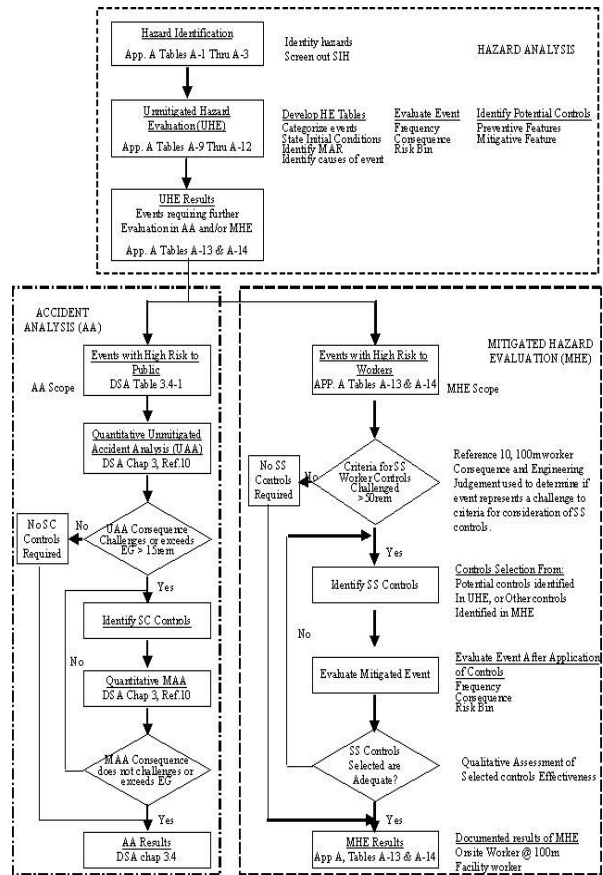 Hazard Identification
App. A Tables A-1 Thru A-3
Identity hazards
Screen out SIH
HAZARD ANALYSIS
Unmitigated Hazard
Evaluation (UHE)
App. A Tables A-9 Thru A-12
Develop HE Tables
Categorize events
State Initial Conditions
Identify MAR
Identify causes of event
Evaluate Event
Frequency
Consequence
Risk Bin
Identify Potential Controls
Preventive Features
Mitigative Feature
UHE Results
Events requiring further
Evaluation in AA and/or MHE
App. A Tables A-13 & A-14
ACCIDENT
ANALYSIS (AA)
Events with High Risk to
Public
DSA Table 3.4-1
AA Scope
Quantitative Unmitigated
Accident Analysis (UAA)
DSA Chap 3, Ref.10
No SC
Controls
Required
No
UAA Consequence
Challenges or exceeds
EG > 15rem
Yes
Identify SC Controls
No
Quantitative MAA
DSA Chap 3, Ref.10
MAA Consequence
does not challenges or
exceeds EG
Yes
AA Results
DSA chap 3.4
MITIGATED HAZARD
EVALUATION (MHE)
Events with High Risk to
Workers
APP. A Tables A-13 & A-14
MHE Scope
No SS
Controls
Required
No
Criteria for SS
Worker Controls
Challenged
>50rem
Reference 10, 100m worker
Consequence and Engineering
Judgement used to determine if
event represents a challenge to
criteria for consideration of SS
controls.
Yes
Identify SS Controls
Controls Selection From:
Potential controls identified
In UHE, or Other controls
Identified in MHE
No
Evaluate Mitigated Event
Evaluate Event After Application
of Controls
Frequency
Consequence
Risk Bin
SS Controls
Selected are
Adequate?
Qualitative Assessment of
Selected controls Effectiveness
Yes
MHE Results
App A, Tables A-13 & A-14
Documented results of MHE
Onsite Worker @ 100m
Facility worker